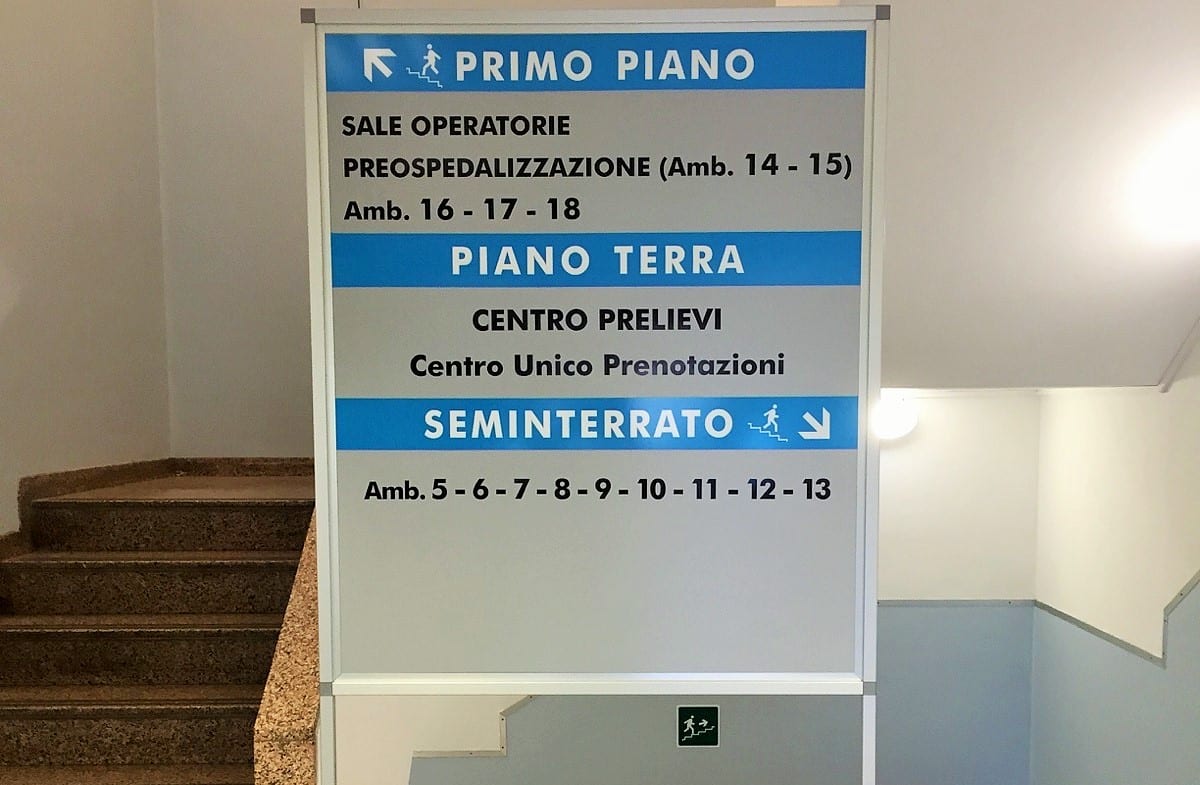 PRIMO PIANO
SALE OPERATORIE
PREOSPEDALIZZAZIONE (Amb. 14 - 15)
Amb. 16 - 17 - 18
PIANO TERRA
CENTRO PRELIEVI
Centro Unico Prenotazioni
SEMINTERRATO
Amb. 5 - 6 - 7 - 8 - 9 - 10 - 11 - 12 - 13